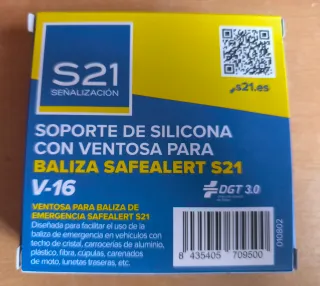 S21
SEÑALIZACIÓN
s21.es
SOPORTE DE SILICONA
CON VENTOSA PARA
BALIZA SAFEALERT S21
V-16
DGT 3.0
VENTOSA PARA BALIZA DE
EMERGENCIA SAFEALERT S21
Diseñada para facilitar el uso de la
baliza de emergencia en vehículos con
techo de cristal, carrocerías de aluminio,
plástico, fibra, cúpulas, carenados
de moto, lunetas traseras, etc.
8 435405 709500
010802